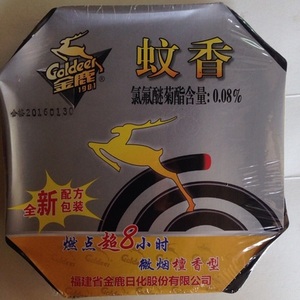 Goldeer
金鹿
1981
蚊香
氯氟醚菊酯含量: 0.08%
全新配方
包装
燃点超8小时
微烟檀香型
福建省金鹿日化股份有限公司